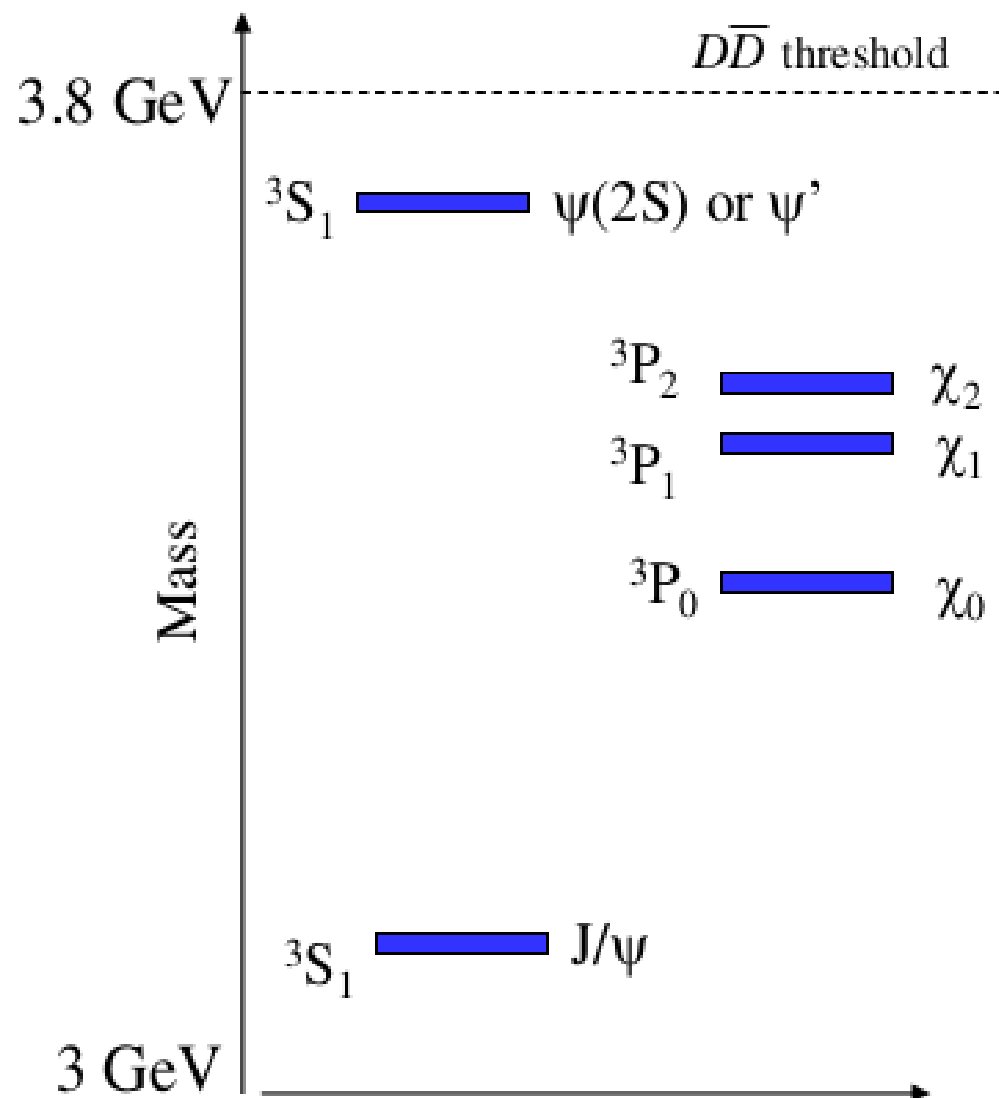 DD̅ threshold
3.8 GeV
³S₁ ψ(2S) or ψ’
³P₂ χ₂
³P₁ χ₁
³P₀ χ₀
Mass
³S₁ J/ψ
3 GeV